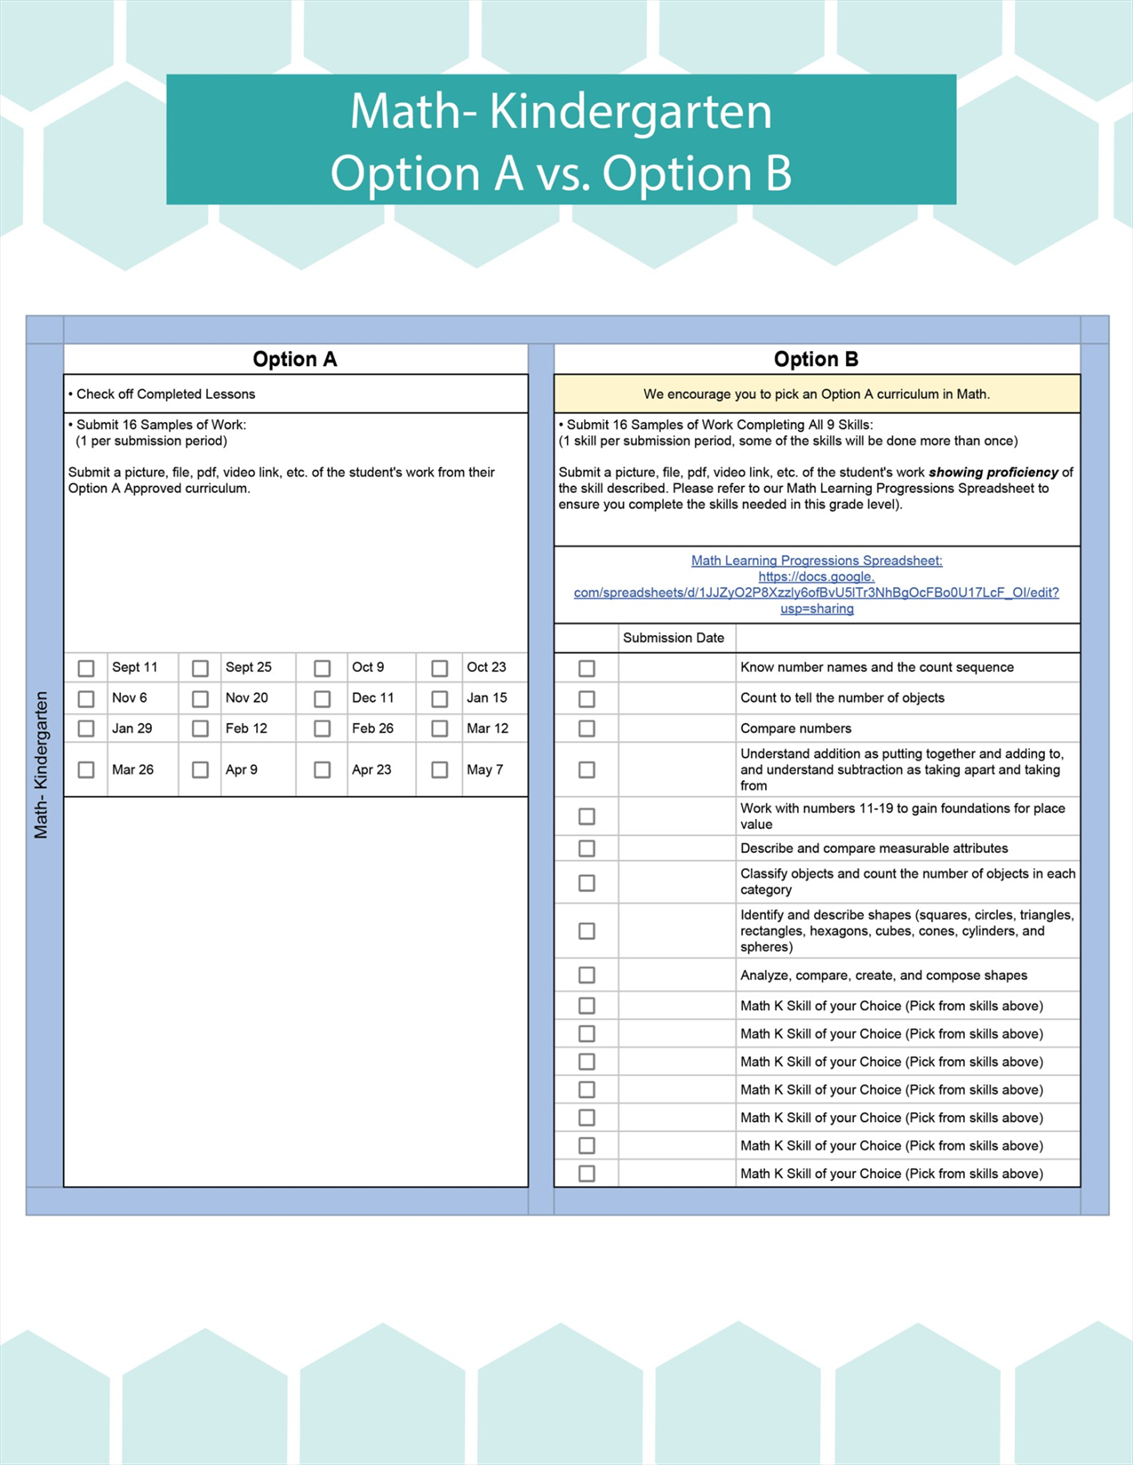 Math- Kindergarten
Option A vs. Option B
Option A
• Check off Completed Lessons
• Submit 16 Samples of Work:
(1 per submission period)
Submit a picture, file, pdf, video link, etc. of the student's work from their
Option A Approved curriculum.
Sept 11 Sept 25 Oct 9 Oct 23
Nov 6 Nov 20 Dec 11 Jan 15
Jan 29 Feb 12 Feb 26 Mar 12
Mar 26 Apr 9 Apr 23 May 7
Math- Kindergarten
Option B
We encourage you to pick an Option A curriculum in Math.
• Submit 16 Samples of Work Completing All 9 Skills:
(1 skill per submission period, some of the skills will be done more than once)
Submit a picture, file, pdf, video link, etc. of the student's work showing proficiency of
the skill described. Please refer to our Math Learning Progressions Spreadsheet to
ensure you complete the skills needed in this grade level).
Math Learning Progressions Spreadsheet:
https://docs.google.
com/spreadsheets/d/1JJZyO2P8Xzzly6ofBvU5lTr3NhBgOcFBo0U17LcF_OI/edit?
usp=sharing
Submission Date
Know number names and the count sequence
Count to tell the number of objects
Compare numbers
Understand addition as putting together and adding to,
and understand subtraction as taking apart and taking
from
Work with numbers 11-19 to gain foundations for place
value
Describe and compare measurable attributes
Classify objects and count the number of objects in each
category
Identify and describe shapes (squares, circles, triangles,
rectangles, hexagons, cubes, cones, cylinders, and
spheres)
Analyze, compare, create, and compose shapes
Math K Skill of your Choice (Pick from skills above)
Math K Skill of your Choice (Pick from skills above)
Math K Skill of your Choice (Pick from skills above)
Math K Skill of your Choice (Pick from skills above)
Math K Skill of your Choice (Pick from skills above)
Math K Skill of your Choice (Pick from skills above)
Math K Skill of your Choice (Pick from skills above)